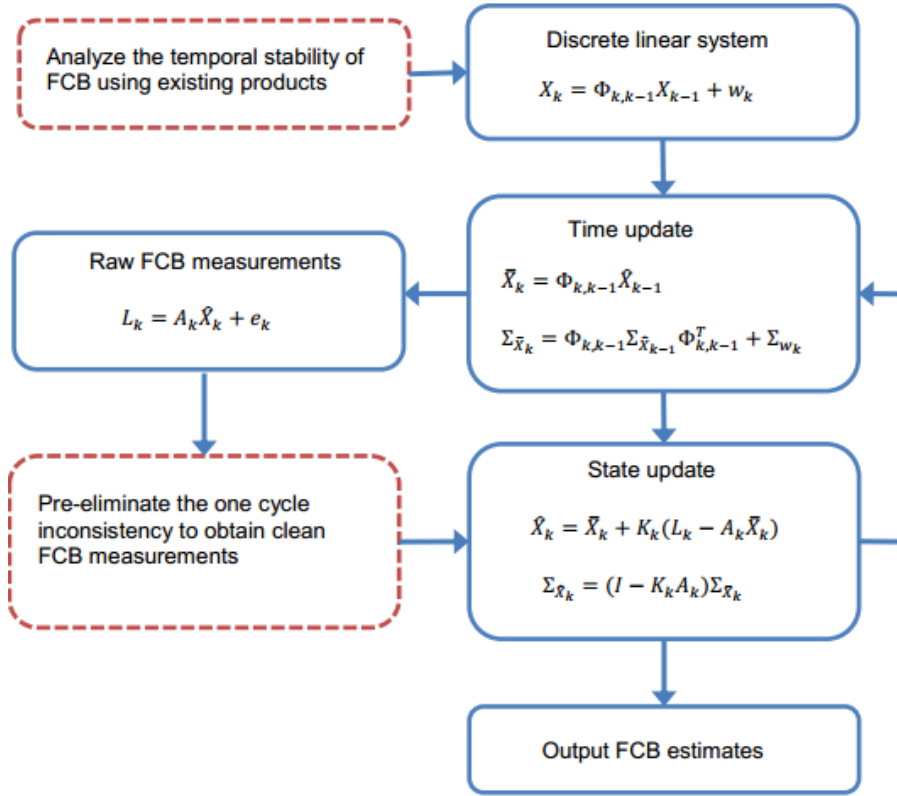 Analyze the temporal stability of
FCB using existing products
Discrete linear system
X_k = Φ_{k,k−1}X_{k−1} + w_k
Time update
X̄_k = Φ_{k,k−1}X̂_{k−1}
Σ_{X̄_k} = Φ_{k,k−1}Σ_{X̂_{k−1}}Φ^T_{k,k−1} + Σ_{w_k}
Raw FCB measurements
L_k = A_kX̂_k + e_k
Pre-eliminate the one cycle
inconsistency to obtain clean
FCB measurements
State update
X̂_k = X̄_k + K_k(L_k − A_kX̄_k)
Σ_{X̂_k} = (I − K_kA_k)Σ_{X̄_k}
Output FCB estimates